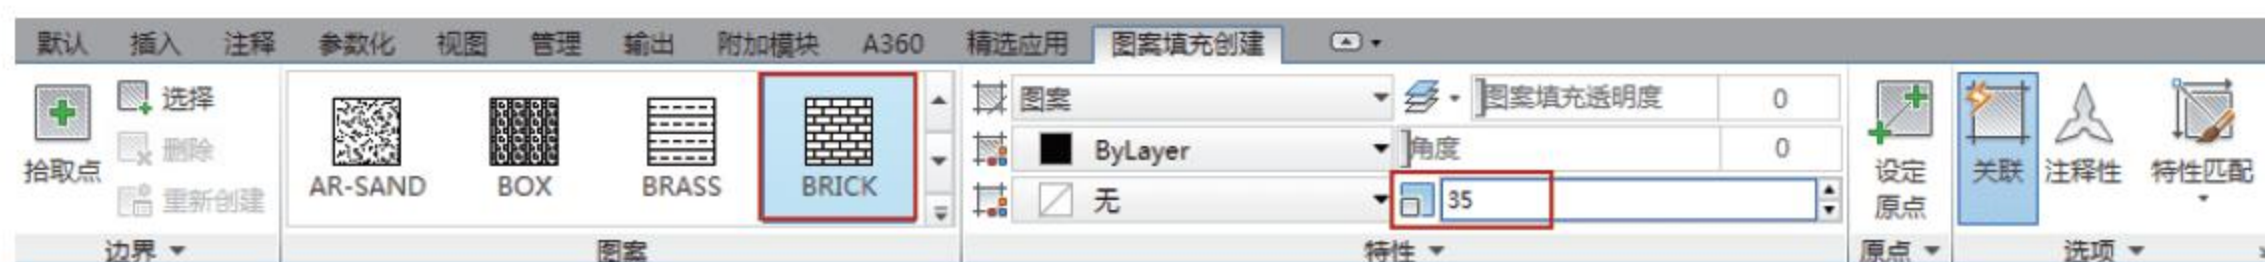 默认 插入 注释 参数化 视图 管理 输出 附加模块 A360 精选应用 图案填充创建
拾取点
选择
删除
重新创建
边界
AR-SAND BOX BRASS BRICK
图案
图案 图案填充透明度 0
ByLayer 角度 0
无 35
特性
设定
原点
原点
关联 注释性 特性匹配
选项